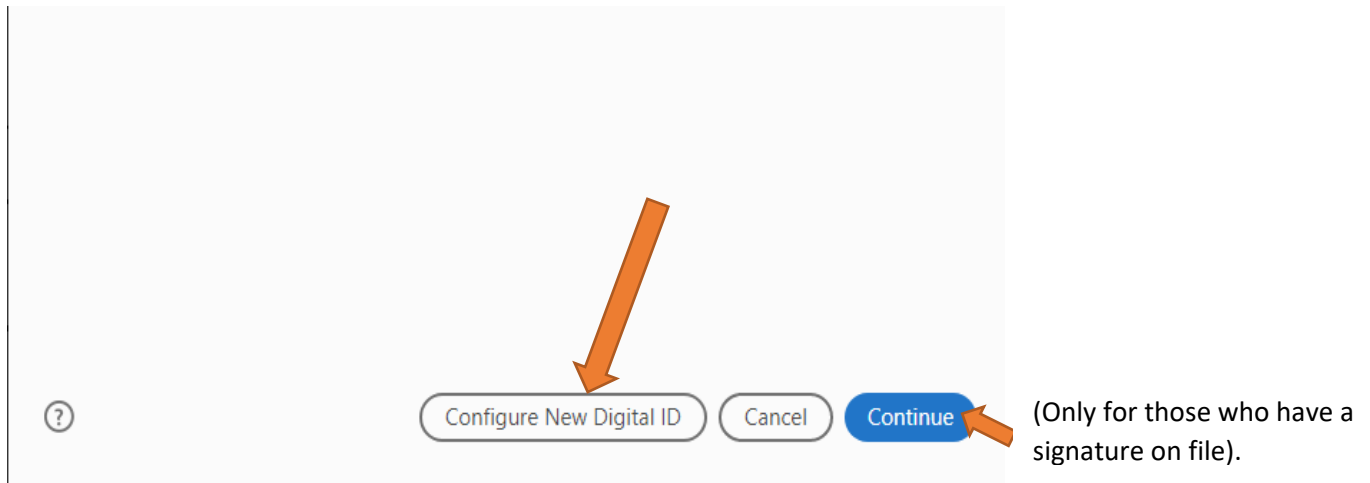 ?
Configure New Digital ID Cancel Continue
(Only for those who have a
signature on file).